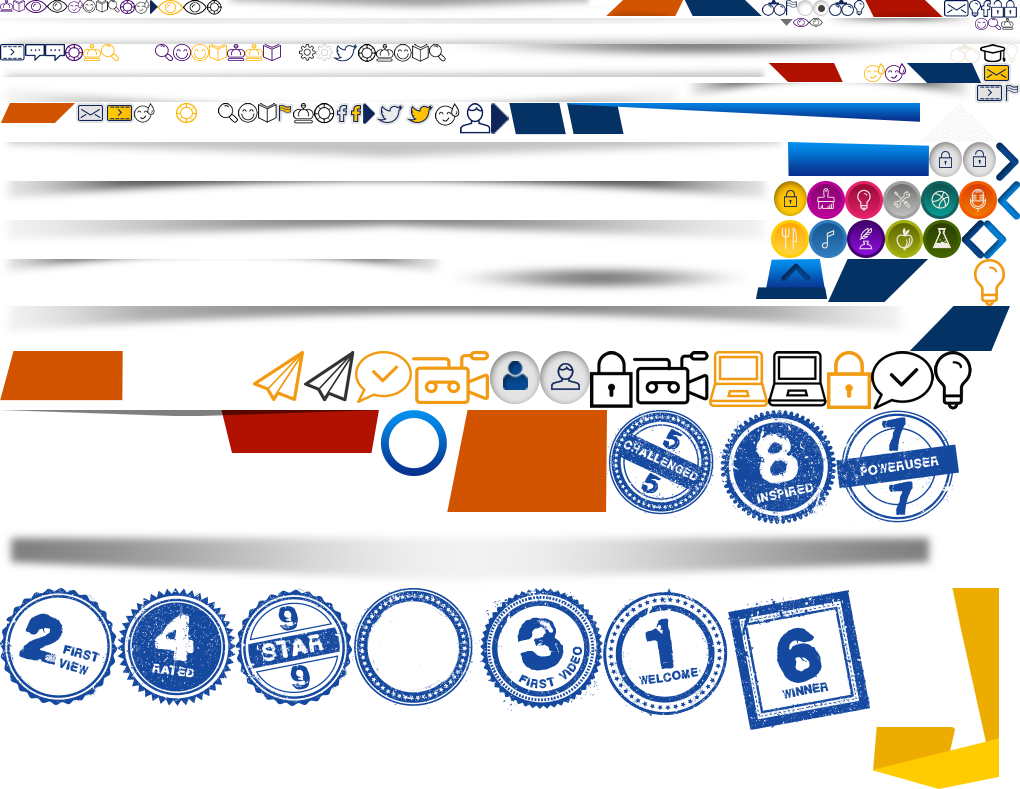 5
CHALLENGED
5
8
INSPIRED
7
POWERUSER
7
2
FIRST
VIEW
4
RATED
9
STAR
9
3
FIRST VIDEO
1
WELCOME
6
WINNER